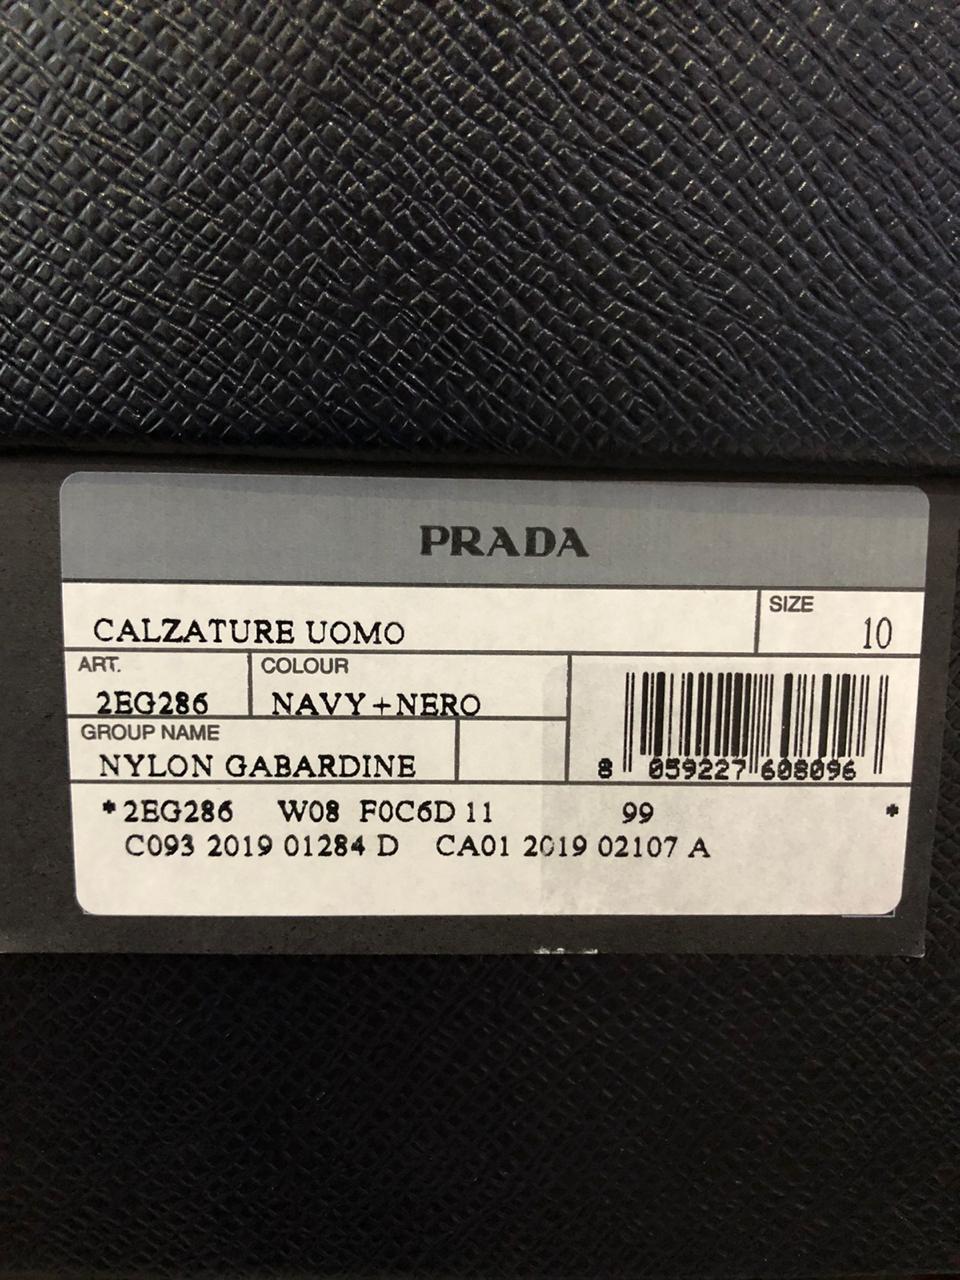 PRADA
CALZATURE UOMO
SIZE
10
ART.
2EG286
COLOUR
NAVY+NERO
GROUP NAME
NYLON GABARDINE
8 059227 608096
*2EG286 W08 F0C6D 11 99 *
C093 2019 01284 D CA01 2019 02107 A